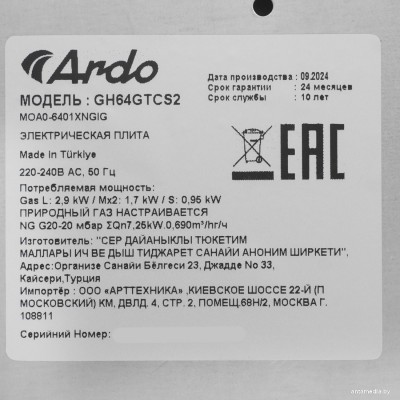 Ardo
Дата производства : 09.2024
Срок гарантии : 24 месяцев
Срок службы : 10 лет
МОДЕЛЬ : GH64GTCS2
MOA0-6401XNGIG
ЭЛЕКТРИЧЕСКАЯ ПЛИТА
Made in Türkiye
220-240В AC, 50 Гц
EAC
Потребляемая мощность:
Gas L: 2,9 kW / Mx2: 1,7 kW / S: 0,95 kW
ПРИРОДНЫЙ ГАЗ НАСТРАИВАЕТСЯ
NG G20-20 мбар ΣQn7,25kW.0,690m³/hr/ч
Изготовитель: "СЕР ДАЙАНЫКЛЫ ТЮКЕТИМ
МАЛЛАРЫ ИЧ ВЕ ДЫШ ТИДЖАРЕТ САНАЙИ АНОНИМ ШИРКЕТИ",
Адрес:Организе Санайи Бёлгеси 23, Джадде No 33,
Кайсери,Турция
Импортёр : ООО «АРТТЕХНИКА» ,КИЕВСКОЕ ШОССЕ 22-Й (П
МОСКОВСКИЙ) КМ, ДВЛД. 4, СТР. 2, ПОМЕЩ.68Н/2, МОСКВА Г.
108811
Серийний Номер: